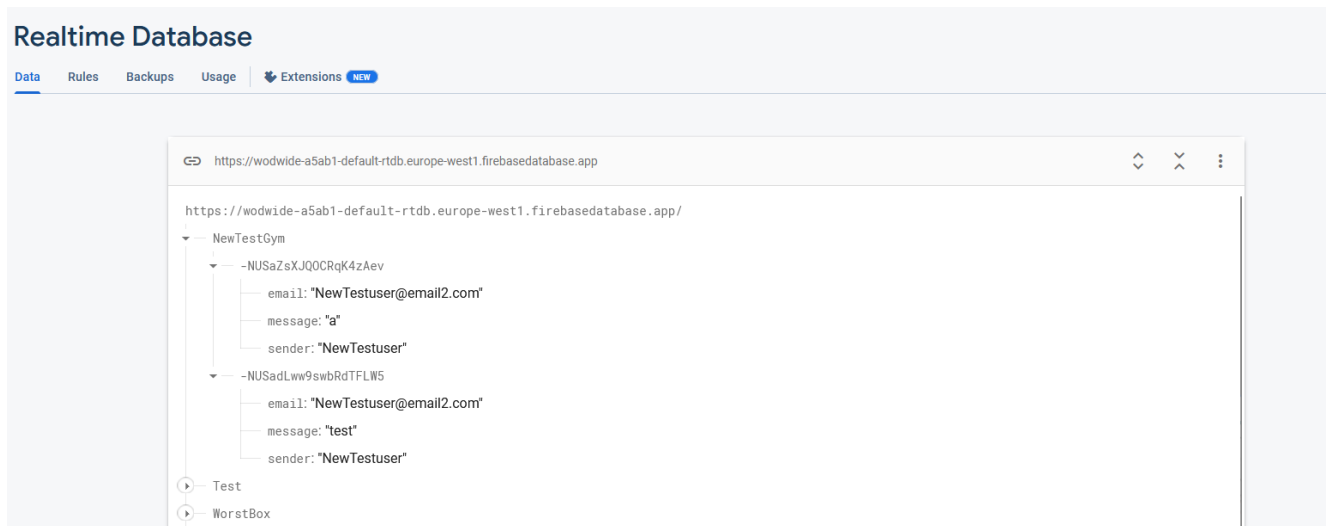 Realtime Database
Data Rules Backups Usage Extensions NEW
https://wodwide-a5ab1-default-rtdb.europe-west1.firebasedatabase.app
https://wodwide-a5ab1-default-rtdb.europe-west1.firebasedatabase.app/
NewTestGym
-NUSaZsXJQOCRqK4zAev
email: "NewTestuser@email2.com"
message: "a"
sender: "NewTestuser"
-NUSadLww9swbRdTFLW5
email: "NewTestuser@email2.com"
message: "test"
sender: "NewTestuser"
Test
WorstBox